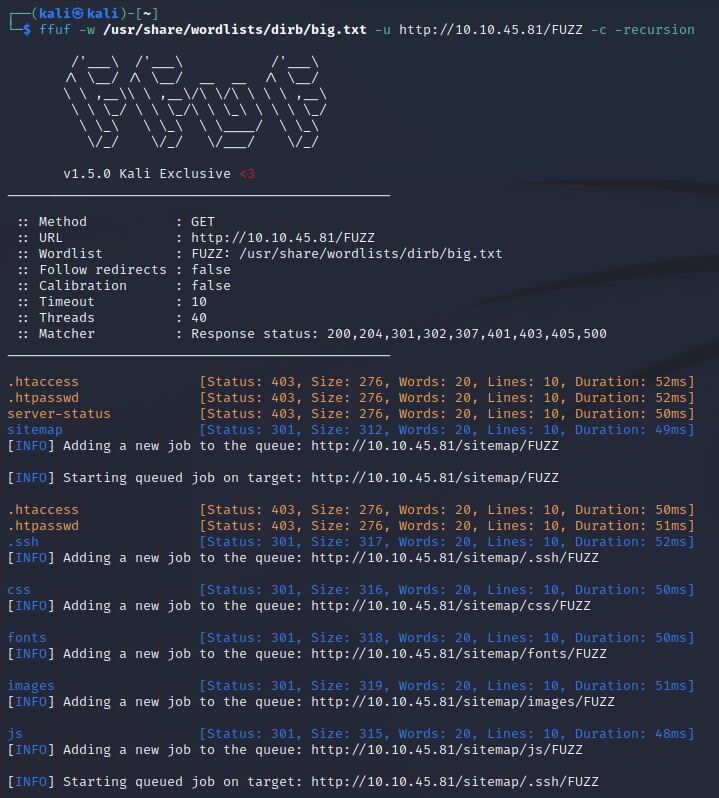 (kali㉿kali)-[~]
$ ffuf -w /usr/share/wordlists/dirb/big.txt -u http://10.10.45.81/FUZZ -c -recursion
v1.5.0 Kali Exclusive <3
:: Method : GET
:: URL : http://10.10.45.81/FUZZ
:: Wordlist : FUZZ: /usr/share/wordlists/dirb/big.txt
:: Follow redirects : false
:: Calibration : false
:: Timeout : 10
:: Threads : 40
:: Matcher : Response status: 200,204,301,302,307,401,403,405,500
.htaccess [Status: 403, Size: 276, Words: 20, Lines: 10, Duration: 52ms]
.htpasswd [Status: 403, Size: 276, Words: 20, Lines: 10, Duration: 52ms]
server-status [Status: 403, Size: 276, Words: 20, Lines: 10, Duration: 50ms]
sitemap [Status: 301, Size: 312, Words: 20, Lines: 10, Duration: 49ms]
[INFO] Adding a new job to the queue: http://10.10.45.81/sitemap/FUZZ
[INFO] Starting queued job on target: http://10.10.45.81/sitemap/FUZZ
.htaccess [Status: 403, Size: 276, Words: 20, Lines: 10, Duration: 50ms]
.htpasswd [Status: 403, Size: 276, Words: 20, Lines: 10, Duration: 51ms]
.ssh [Status: 301, Size: 317, Words: 20, Lines: 10, Duration: 52ms]
[INFO] Adding a new job to the queue: http://10.10.45.81/sitemap/.ssh/FUZZ
css [Status: 301, Size: 316, Words: 20, Lines: 10, Duration: 50ms]
[INFO] Adding a new job to the queue: http://10.10.45.81/sitemap/css/FUZZ
fonts [Status: 301, Size: 318, Words: 20, Lines: 10, Duration: 50ms]
[INFO] Adding a new job to the queue: http://10.10.45.81/sitemap/fonts/FUZZ
images [Status: 301, Size: 319, Words: 20, Lines: 10, Duration: 51ms]
[INFO] Adding a new job to the queue: http://10.10.45.81/sitemap/images/FUZZ
js [Status: 301, Size: 315, Words: 20, Lines: 10, Duration: 48ms]
[INFO] Adding a new job to the queue: http://10.10.45.81/sitemap/js/FUZZ
[INFO] Starting queued job on target: http://10.10.45.81/sitemap/.ssh/FUZZ